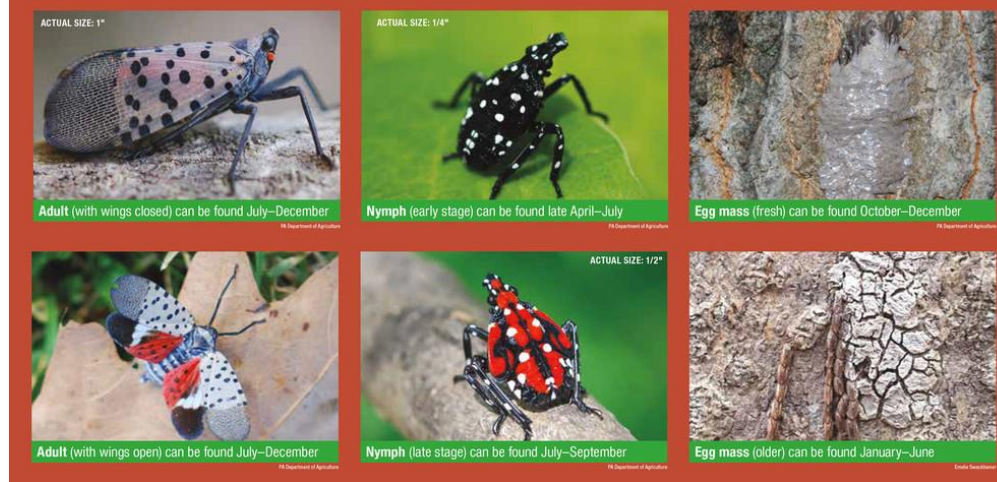 ACTUAL SIZE: 1"
Adult (with wings closed) can be found July–December
PA Department of Agriculture
ACTUAL SIZE: 1/4"
Nymph (early stage) can be found late April–July
PA Department of Agriculture
Egg mass (fresh) can be found October–December
PA Department of Agriculture
Adult (with wings open) can be found July–December
PA Department of Agriculture
ACTUAL SIZE: 1/2"
Nymph (late stage) can be found July–September
PA Department of Agriculture
Egg mass (older) can be found January–June
Emelie Swackhamer